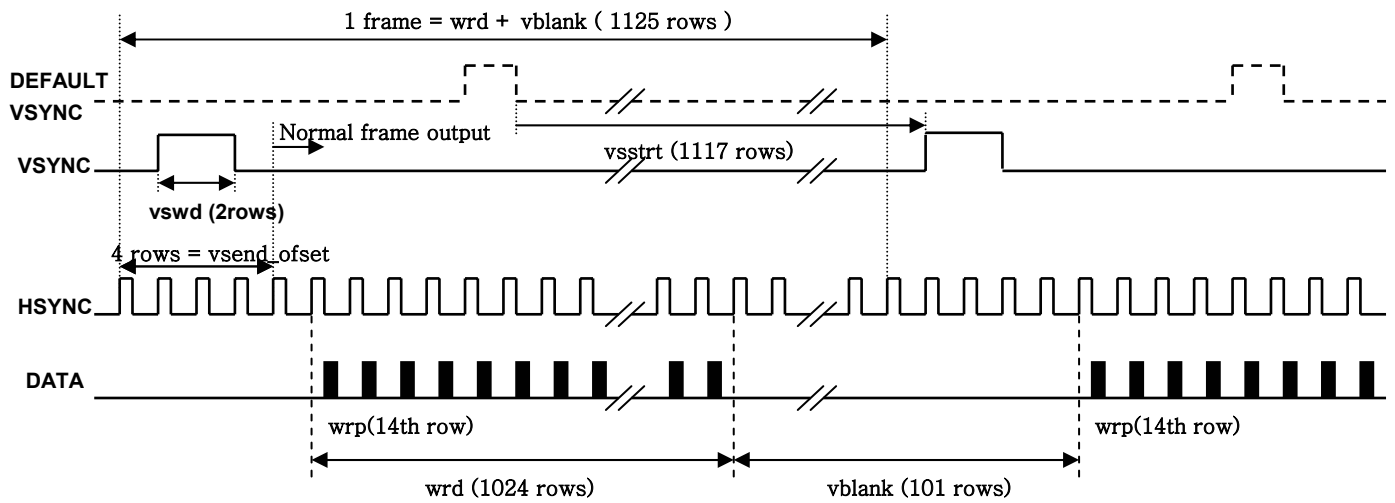 1 frame = wrd + vblank ( 1125 rows )
DEFAULT
VSYNC
Normal frame output
vsstrt (1117 rows)
VSYNC
vswd (2rows)
4 rows = vsend_ofset
HSYNC
DATA
wrp(14th row)
wrp(14th row)
wrd (1024 rows)
vblank (101 rows)